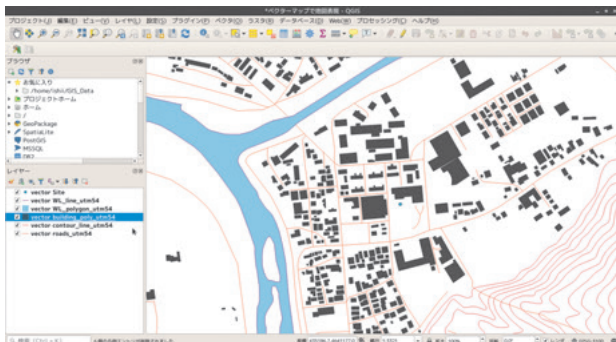 *ベクターマップで地図表現 - QGIS
プロジェクト(J) 編集(E) ビュー(V) レイヤ(L) 設定(S) プラグイン(P) ベクタ(O) ラスタ(R) データベース(D) Web(W) プロセッシング(C) ヘルプ(H)
ブラウザ
お気に入り
/home/ishii/GIS_Data
プロジェクトホーム
ホーム
/
GeoPackage
SpatiaLite
PostGIS
MSSQL
レイヤー
vector Site
vector WL_line_utm54
vector WL_polygon_utm54
vector building_poly_utm54
vector contour_line_utm54
vector roads_utm54